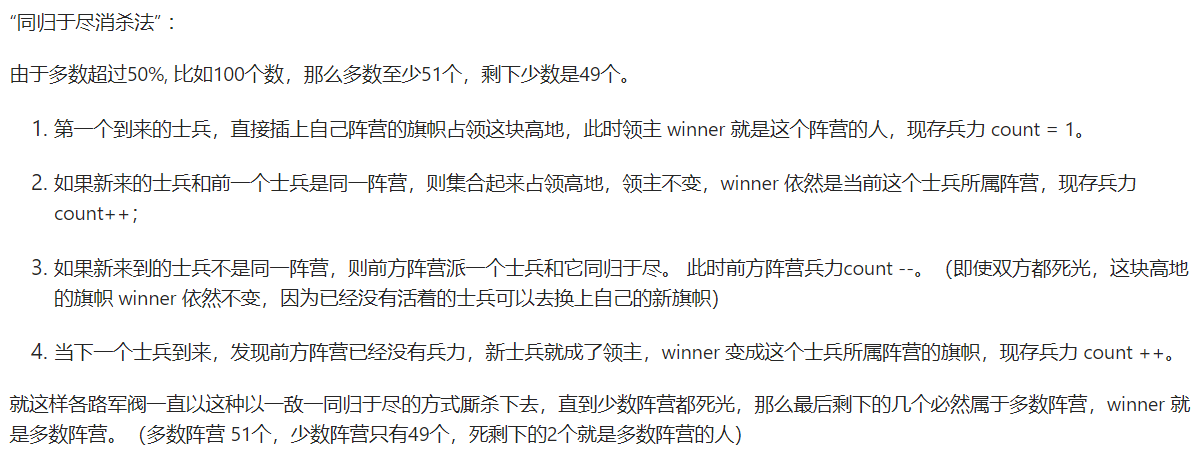 “同归于尽消杀法” ：
由于多数超过50%, 比如100个数，那么多数至少51个，剩下少数是49个。
1. 第一个到来的士兵，直接插上自己阵营的旗帜占领这块高地，此时领主 winner 就是这个阵营的人，现存兵力 count = 1。
2. 如果新来的士兵和前一个士兵是同一阵营，则集合起来占领高地，领主不变，winner 依然是当前这个士兵所属阵营，现存兵力
count++；
3. 如果新来到的士兵不是同一阵营，则前方阵营派一个士兵和它同归于尽。 此时前方阵营兵力count --。（即使双方都死光，这块高地
的旗帜 winner 依然不变，因为已经没有活着的士兵可以去换上自己的新旗帜）
4. 当下一个士兵到来，发现前方阵营已经没有兵力，新士兵就成了领主，winner 变成这个士兵所属阵营的旗帜，现存兵力 count ++。
就这样各路军阀一直以这种以一敌一同归于尽的方式厮杀下去，直到少数阵营都死光，那么最后剩下的几个必然属于多数阵营，winner 就
是多数阵营。（多数阵营 51个，少数阵营只有49个，死剩下的2个就是多数阵营的人）